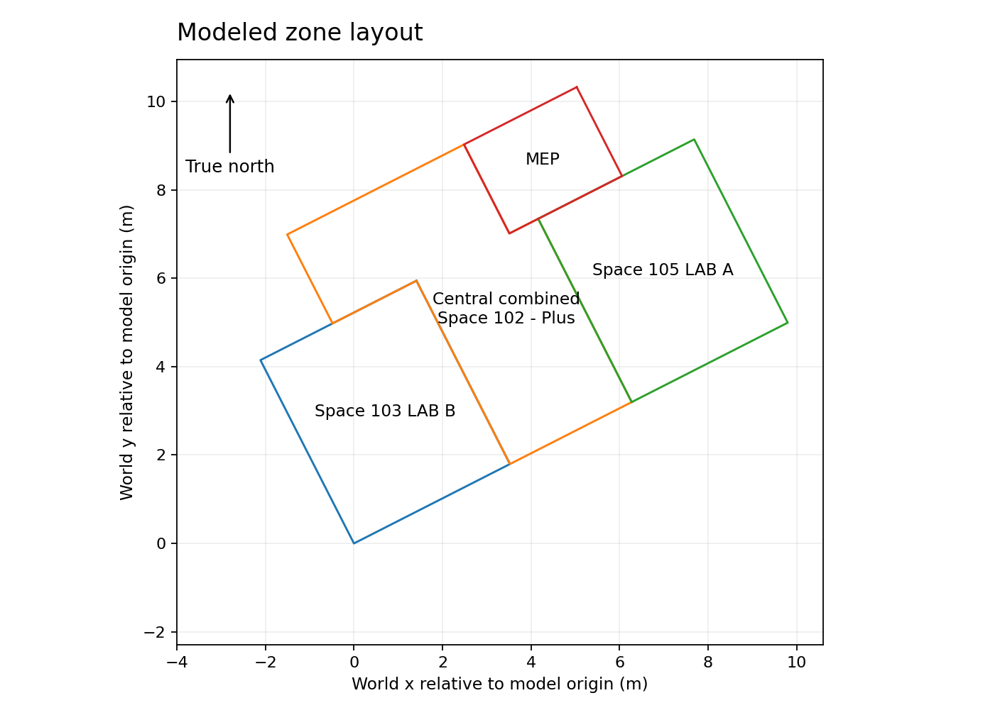 Modeled zone layout
10
8
6
4
2
0
−2
World y relative to model origin (m)
True north
MEP
Space 105 LAB A
Central combined
Space 102 - Plus
Space 103 LAB B
−4
−2
0
2
4
6
8
10
World x relative to model origin (m)